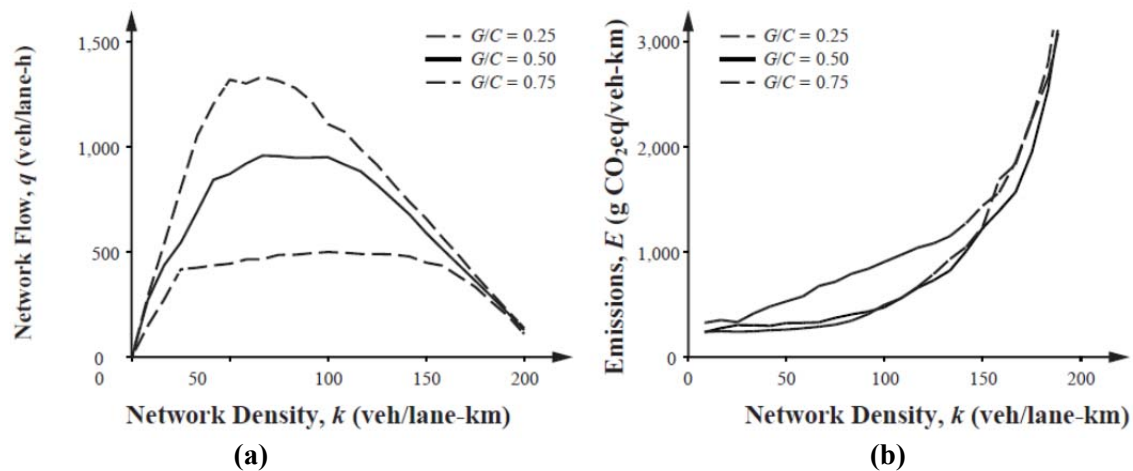 Network Flow, q (veh/lane-h)
1,500
1,000
500
0
0
50
100
150
200
G/C = 0.25
G/C = 0.50
G/C = 0.75
Network Density, k (veh/lane-km)
(a)
Emissions, E (g CO₂eq/veh-km)
3,000
2,000
1,000
0
0
50
100
150
200
G/C = 0.25
G/C = 0.50
G/C = 0.75
Network Density, k (veh/lane-km)
(b)